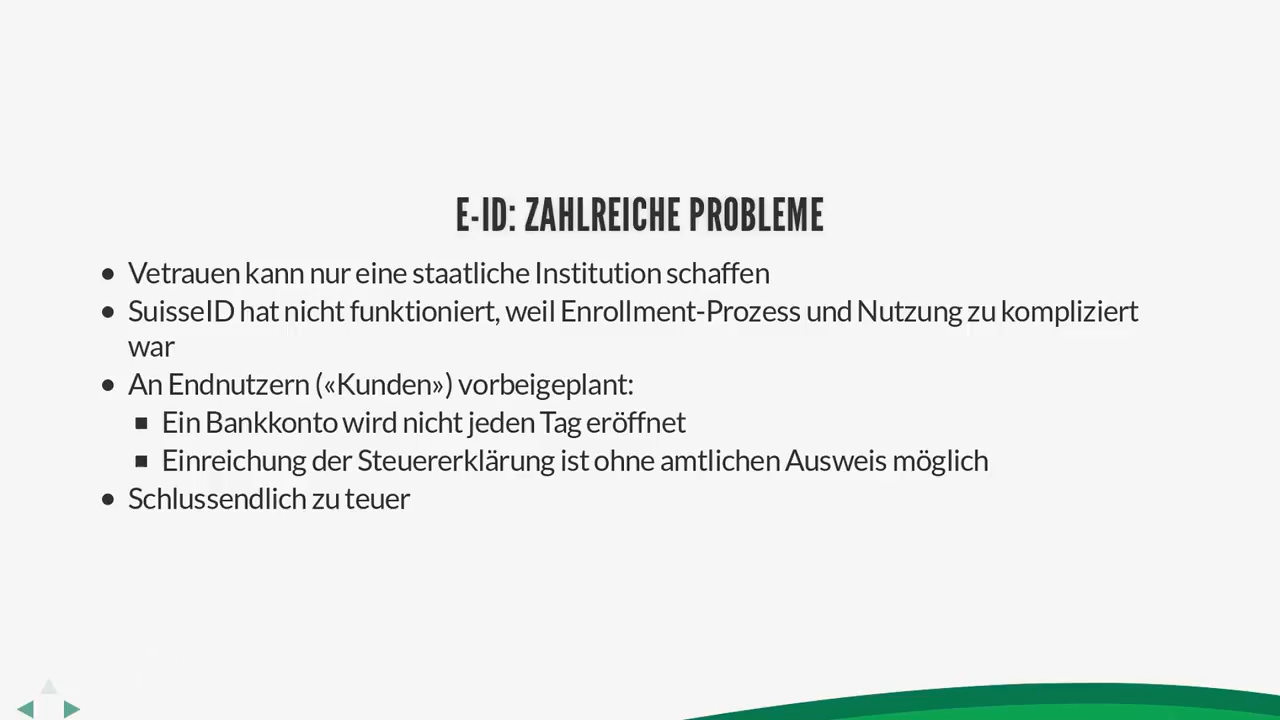 E-ID: ZAHLREICHE PROBLEME
• Vetrauen kann nur eine staatliche Institution schaffen
• SuisseID hat nicht funktioniert, weil Enrollment-Prozess und Nutzung zu kompliziert
war
• An Endnutzern («Kunden») vorbeigeplant:
▪ Ein Bankkonto wird nicht jeden Tag eröffnet
▪ Einreichung der Steuererklärung ist ohne amtlichen Ausweis möglich
• Schlussendlich zu teuer